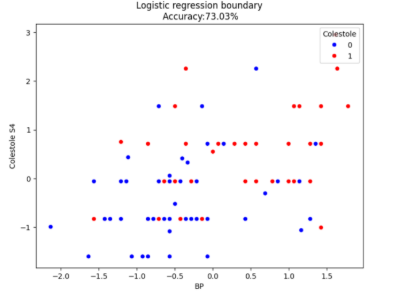 Logistic regression boundary
Accuracy:73.03%
Colestole
0
1
3
2
1
0
−1
Colestole S4
−2.0 −1.5 −1.0 −0.5 0.0 0.5 1.0 1.5
BP